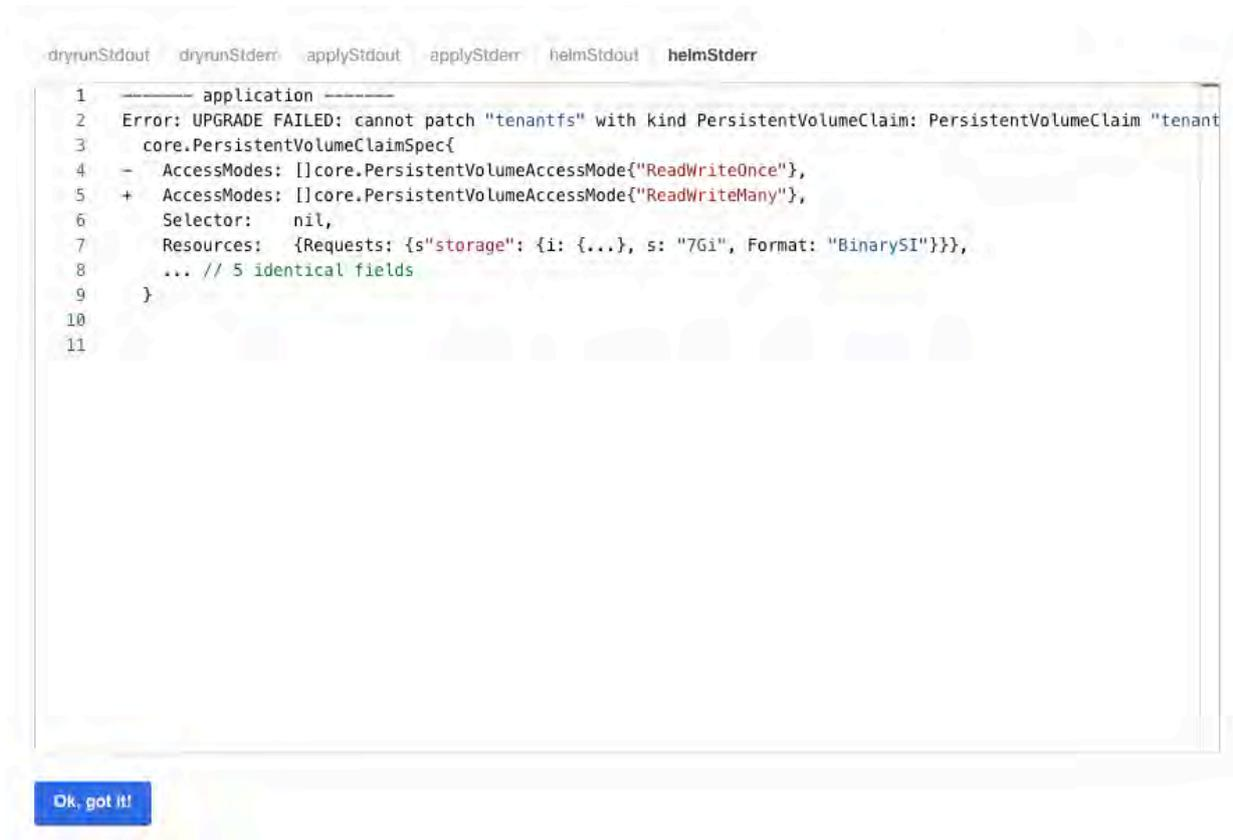 dryrunStdout dryrunStderr applyStdout applyStderr helmStdout helmStderr
1 ------- application -------
2 Error: UPGRADE FAILED: cannot patch "tenantfs" with kind PersistentVolumeClaim: PersistentVolumeClaim "tenant
3 core.PersistentVolumeClaimSpec{
4 - AccessModes: []core.PersistentVolumeAccessMode{"ReadWriteOnce"},
5 + AccessModes: []core.PersistentVolumeAccessMode{"ReadWriteMany"},
6 Selector: nil,
7 Resources: {Requests: {s"storage": {i: {...}, s: "7Gi", Format: "BinarySI"}}},
8 ... // 5 identical fields
9 }
10
11
Ok, got it!